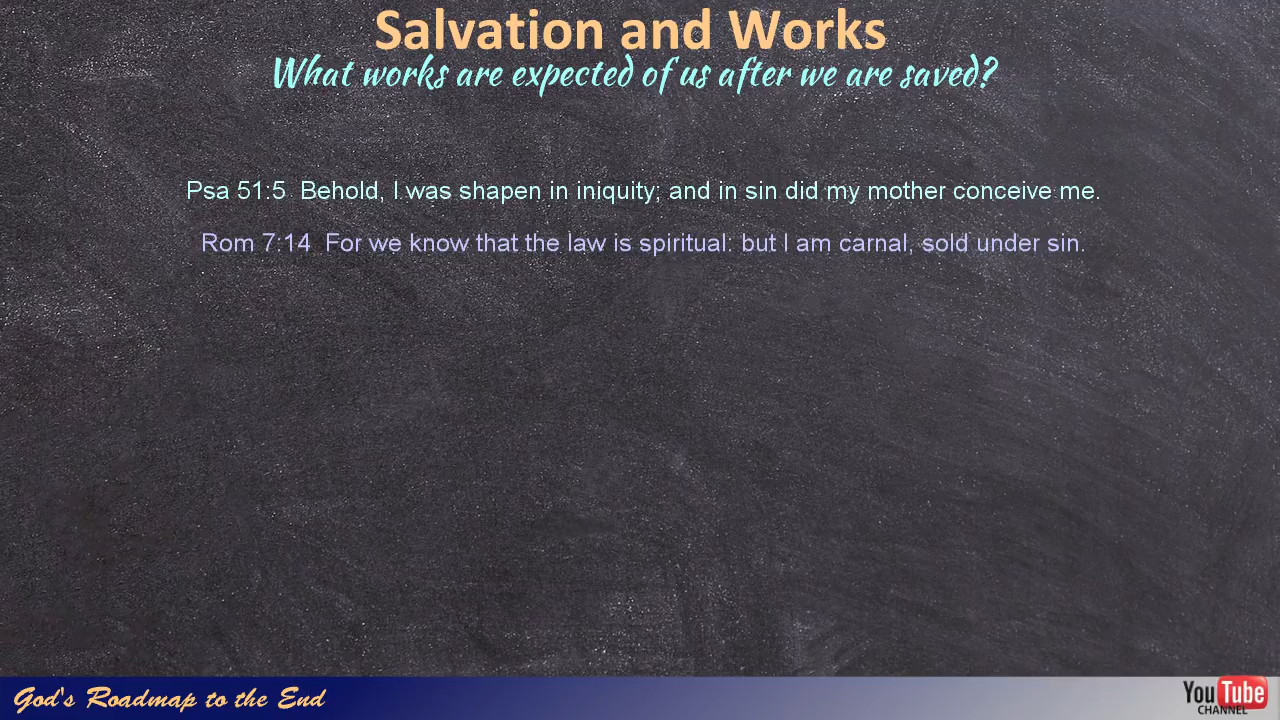 Salvation and Works
What works are expected of us after we are saved?
Psa 51:5  Behold, I was shapen in iniquity; and in sin did my mother conceive me.
Rom 7:14  For we know that the law is spiritual: but I am carnal, sold under sin.
God's Roadmap to the End
YouTube
CHANNEL